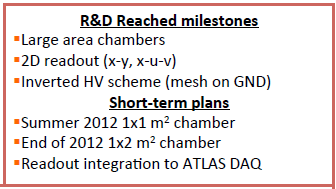 R&D Reached milestones
▪Large area chambers
▪2D readout (x-y, x-u-v)
▪Inverted HV scheme (mesh on GND)
Short-term plans
▪Summer 2012 1x1 m² chamber
▪End of 2012 1x2 m² chamber
▪Readout integration to ATLAS DAQ